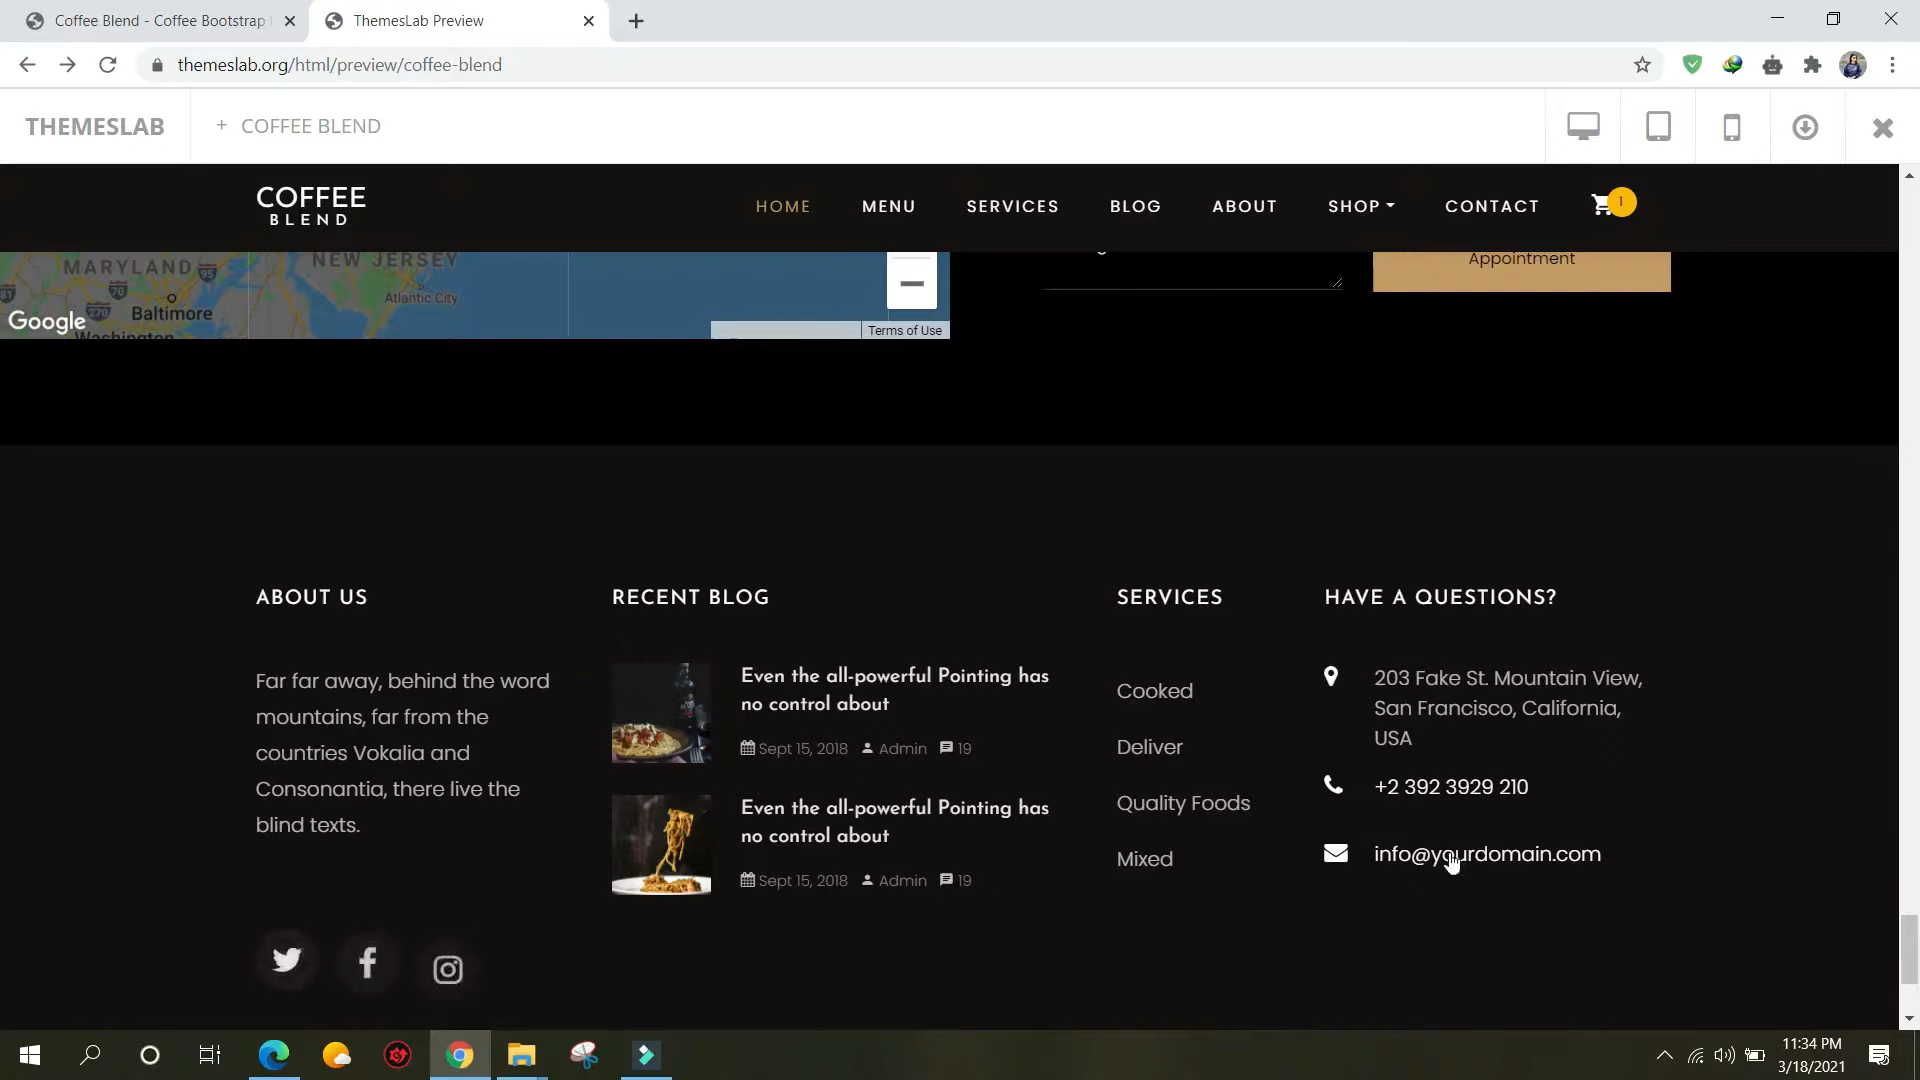 Coffee Blend - Coffee Bootstrap
ThemesLab Preview
themeslab.org/html/preview/coffee-blend
THEMESLAB
+ COFFEE BLEND
COFFEE
BLEND
HOME
MENU
SERVICES
BLOG
ABOUT
SHOP
CONTACT
1
MARYLAND
NEW JERSEY
95
81
70
Atlantic City
270
Baltimore
Washington
Google
Terms of Use
Appointment
ABOUT US
Far far away, behind the word
mountains, far from the
countries Vokalia and
Consonantia, there live the
blind texts.
RECENT BLOG
Even the all-powerful Pointing has
no control about
Sept 15, 2018 Admin 19
Even the all-powerful Pointing has
no control about
Sept 15, 2018 Admin 19
SERVICES
Cooked
Deliver
Quality Foods
Mixed
HAVE A QUESTIONS?
203 Fake St. Mountain View,
San Francisco, California,
USA
+2 392 3929 210
info@yourdomain.com
11:34 PM
3/18/2021